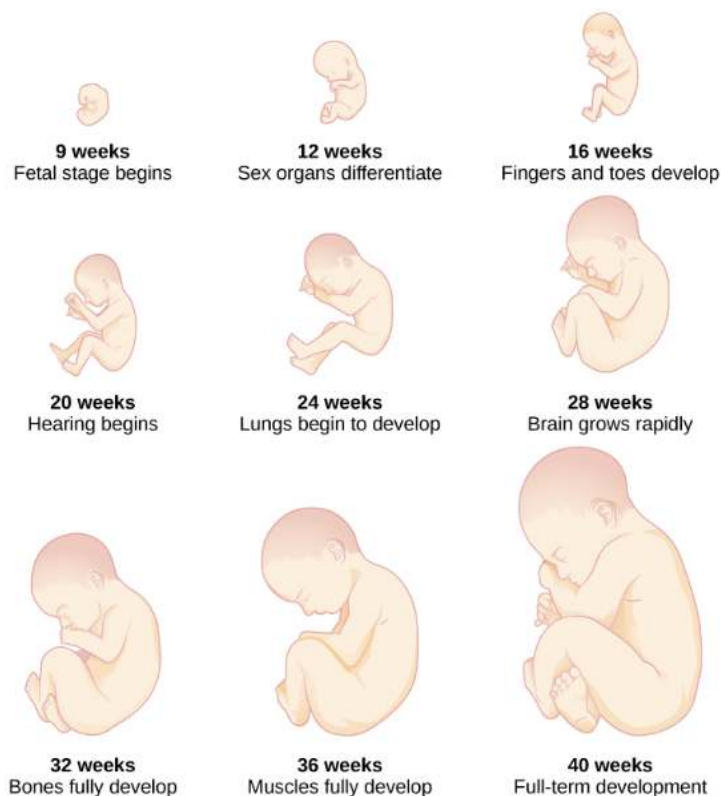 9 weeks
Fetal stage begins
12 weeks
Sex organs differentiate
16 weeks
Fingers and toes develop
20 weeks
Hearing begins
24 weeks
Lungs begin to develop
28 weeks
Brain grows rapidly
32 weeks
Bones fully develop
36 weeks
Muscles fully develop
40 weeks
Full-term development